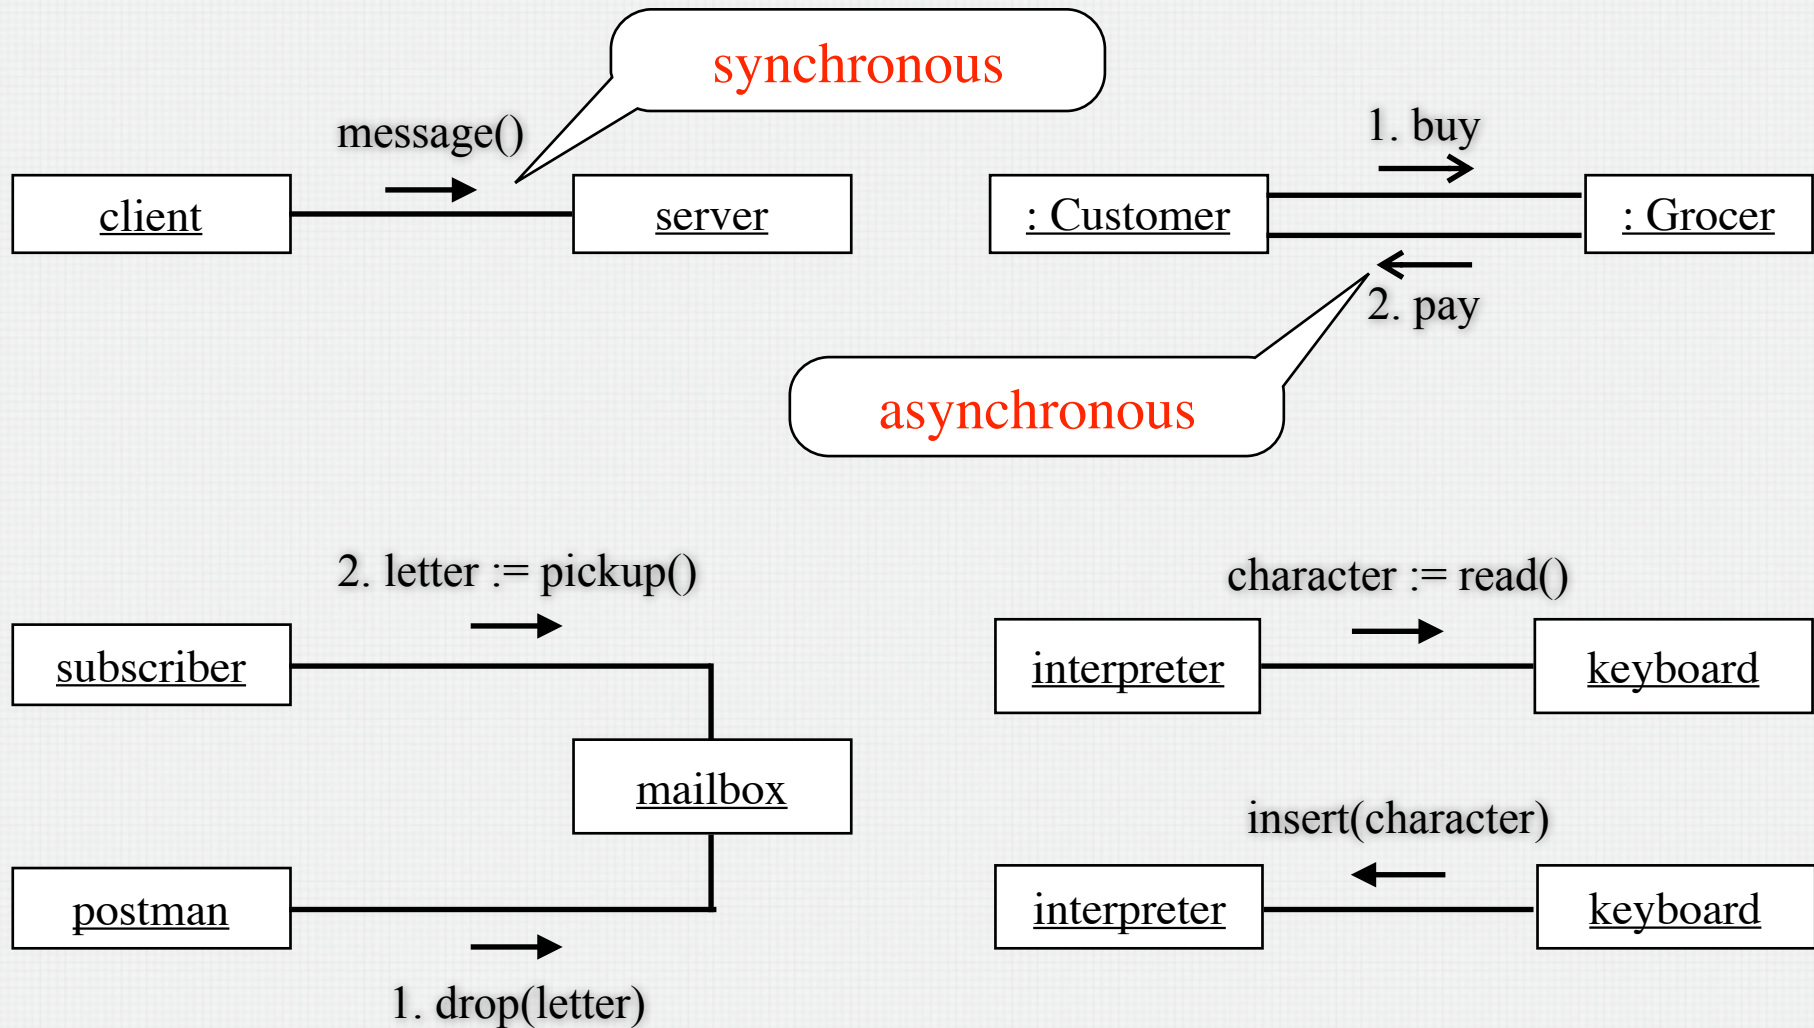 synchronous
message()
client
server
1. buy
: Customer
: Grocer
2. pay
asynchronous
2. letter := pickup()
subscriber
mailbox
postman
1. drop(letter)
character := read()
interpreter
keyboard
insert(character)
interpreter
keyboard